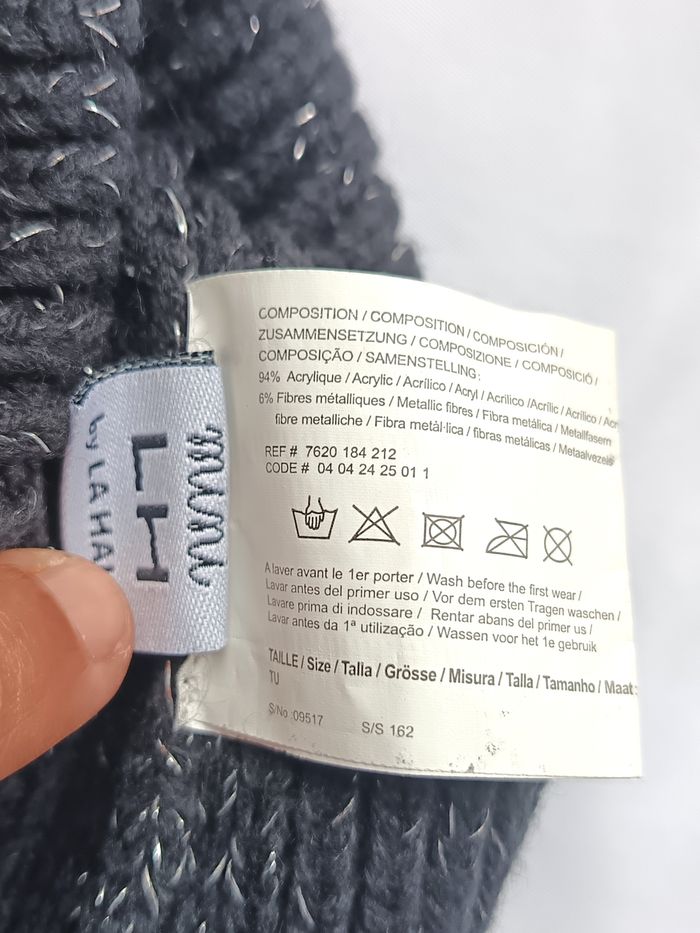 mini
LH
by LA HA
COMPOSITION / COMPOSITION / COMPOSICIÓN /
ZUSAMMENSETZUNG / COMPOSIZIONE / COMPOSICIÓ /
COMPOSIÇÃO / SAMENSTELLING:
94% Acrylique / Acrylic / Acrílico / Acryl / Acrilico /Acrílic / Acrílico /
6% Fibres métalliques / Metallic fibres / Fibra metálica / Metallfasern
fibre metalliche / Fibra metàl·lica / fibras metálicas / Metaalvezels
REF # 7620 184 212
CODE # 04 04 24 25 01 1
A laver avant le 1er porter / Wash before the first wear /
Lavar antes del primer uso / Vor dem ersten Tragen waschen /
Lavare prima di indossare / Rentar abans del primer us /
Lavar antes da 1ª utilização / Wassen voor het 1e gebruik
TAILLE / Size / Talla / Grösse / Misura / Talla / Tamanho / Maat:
TU
S/No :09517 S/S 162